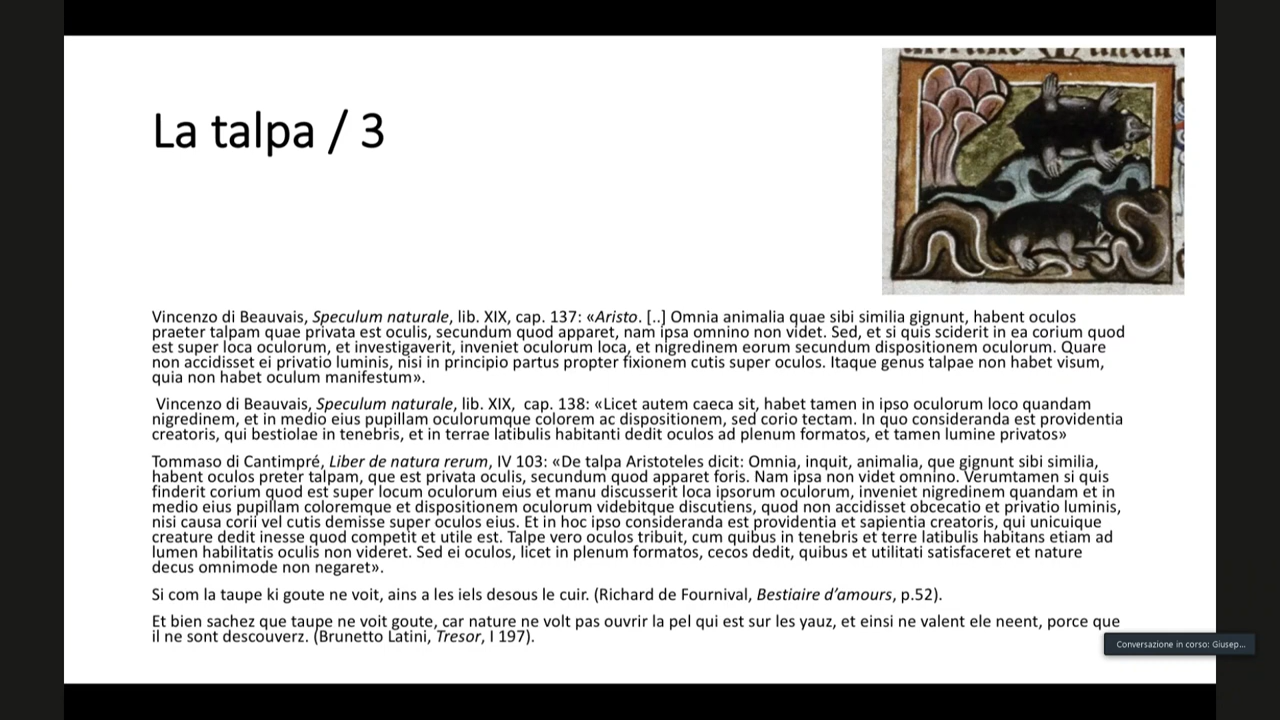 La talpa / 3
Vincenzo di Beauvais, Speculum naturale, lib. XIX, cap. 137: «Aristo. [..] Omnia animalia quae sibi similia gignunt, habent oculos
praeter talpam quae privata est oculis, secundum quod apparet, nam ipsa omnino non videt. Sed, et si quis sciderit in ea corium quod
est super loca oculorum, et investigaverit, inveniet oculorum loca, et nigredinem eorum secundum dispositionem oculorum. Quare
non accidisset ei privatio luminis, nisi in principio partus propter fixionem cutis super oculos. Itaque genus talpae non habet visum,
quia non habet oculum manifestum».
Vincenzo di Beauvais, Speculum naturale, lib. XIX, cap. 138: «Licet autem caeca sit, habet tamen in ipso oculorum loco quandam
nigredinem, et in medio eius pupillam oculorumque colorem ac dispositionem, sed corio tectam. In quo consideranda est providentia
creatoris, qui bestiolae in tenebris, et in terrae latibulis habitanti dedit oculos ad plenum formatos, et tamen lumine privatos»
Tommaso di Cantimpré, Liber de natura rerum, IV 103: «De talpa Aristoteles dicit: Omnia, inquit, animalia, que gignunt sibi similia,
habent oculos preter talpam, que est privata oculis, secundum quod apparet foris. Nam ipsa non videt omnino. Verumtamen si quis
finderit corium quod est super locum oculorum eius et manu discusserit loca ipsorum oculorum, inveniet nigredinem quandam et in
medio eius pupillam coloremque et dispositionem oculorum videbitque discutiens, quod non accidisset obcecatio et privatio luminis,
nisi causa corii vel cutis demisse super oculos eius. Et in hoc ipso consideranda est providentia et sapientia creatoris, qui unicuique
creature dedit inesse quod competit et utile est. Talpe vero oculos tribuit, cum quibus in tenebris et terre latibulis habitans etiam ad
lumen habilitatis oculis non videret. Sed ei oculos, licet in plenum formatos, cecos dedit, quibus et utilitati satisfaceret et nature
decus omnimode non negaret».
Si com la taupe ki goute ne voit, ains a les iels desous le cuir. (Richard de Fournival, Bestiaire d’amours, p.52).
Et bien sachez que taupe ne voit goute, car nature ne volt pas ouvrir la pel qui est sur les yauz, et einsi ne valent ele neent, porce que
il ne sont descouverz. (Brunetto Latini, Tresor, I 197).
Conversazione in corso: Giusep...